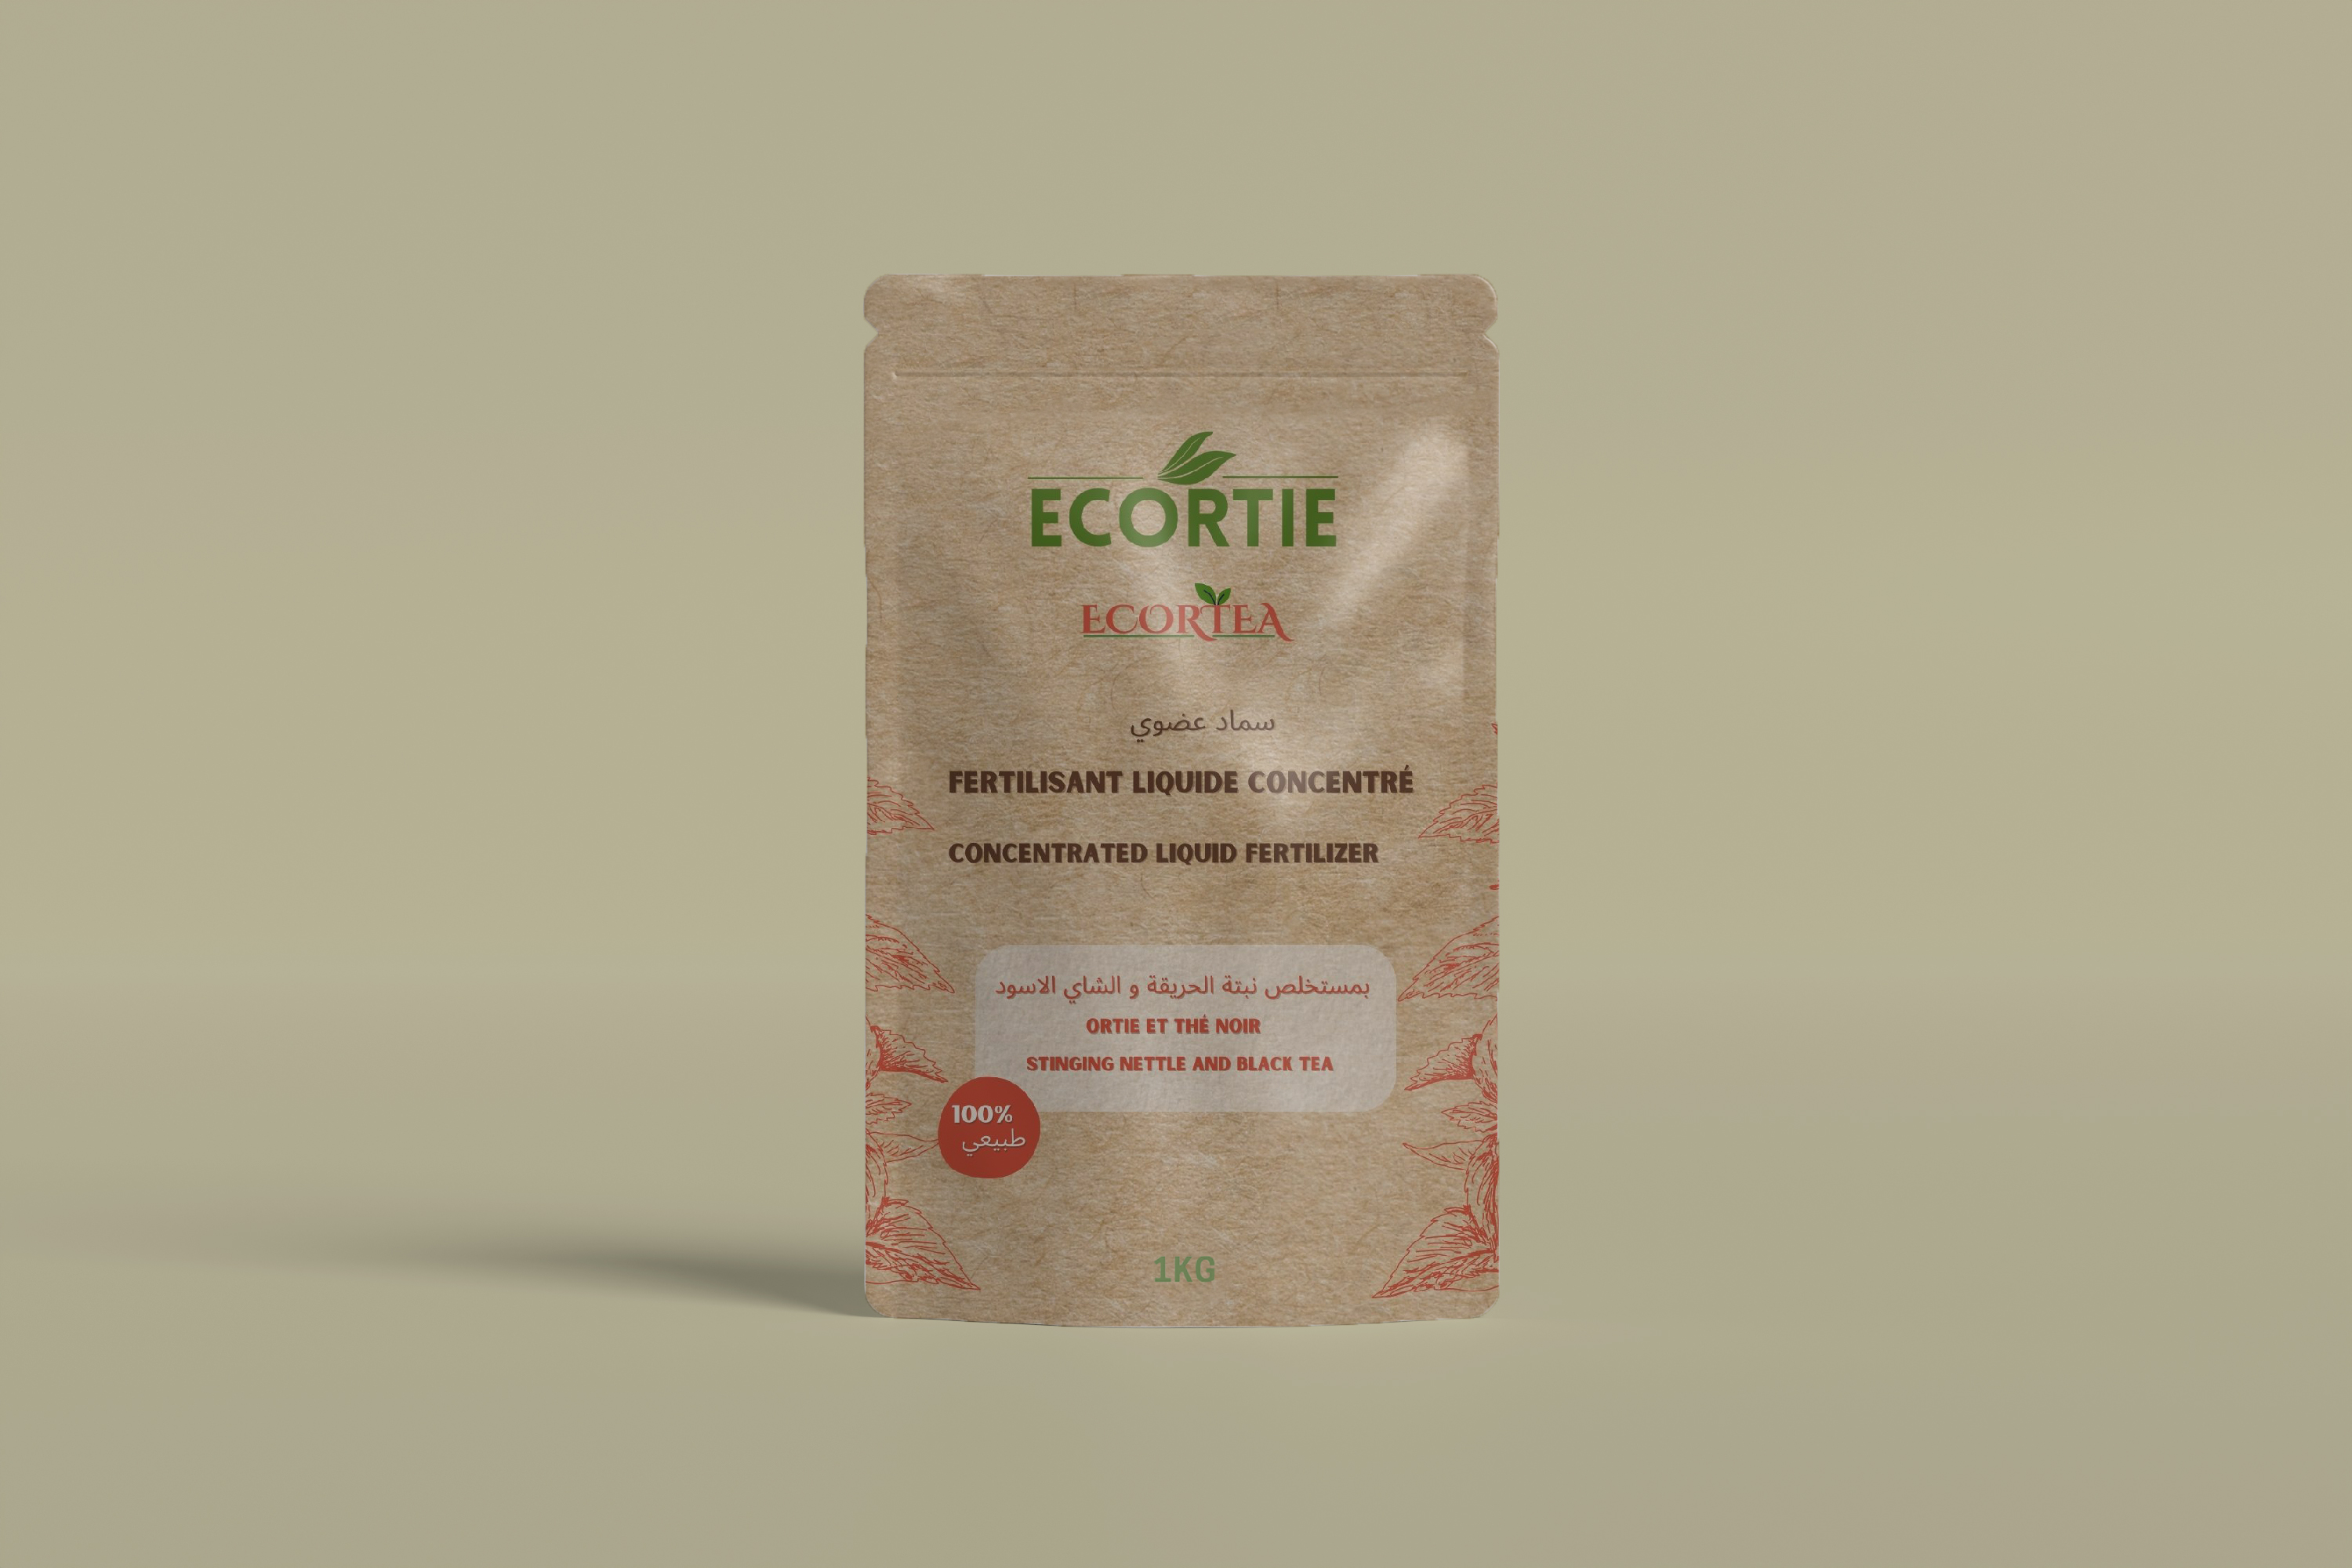 ECORTIE
ECORTEA
سماد عضوي
FERTILISANT LIQUIDE CONCENTRÉ
CONCENTRATED LIQUID FERTILIZER
بمستخلص نبتة الحريقة و الشاي الاسود
ORTIE ET THÉ NOIR
STINGING NETTLE AND BLACK TEA
100%
طبيعي
1KG